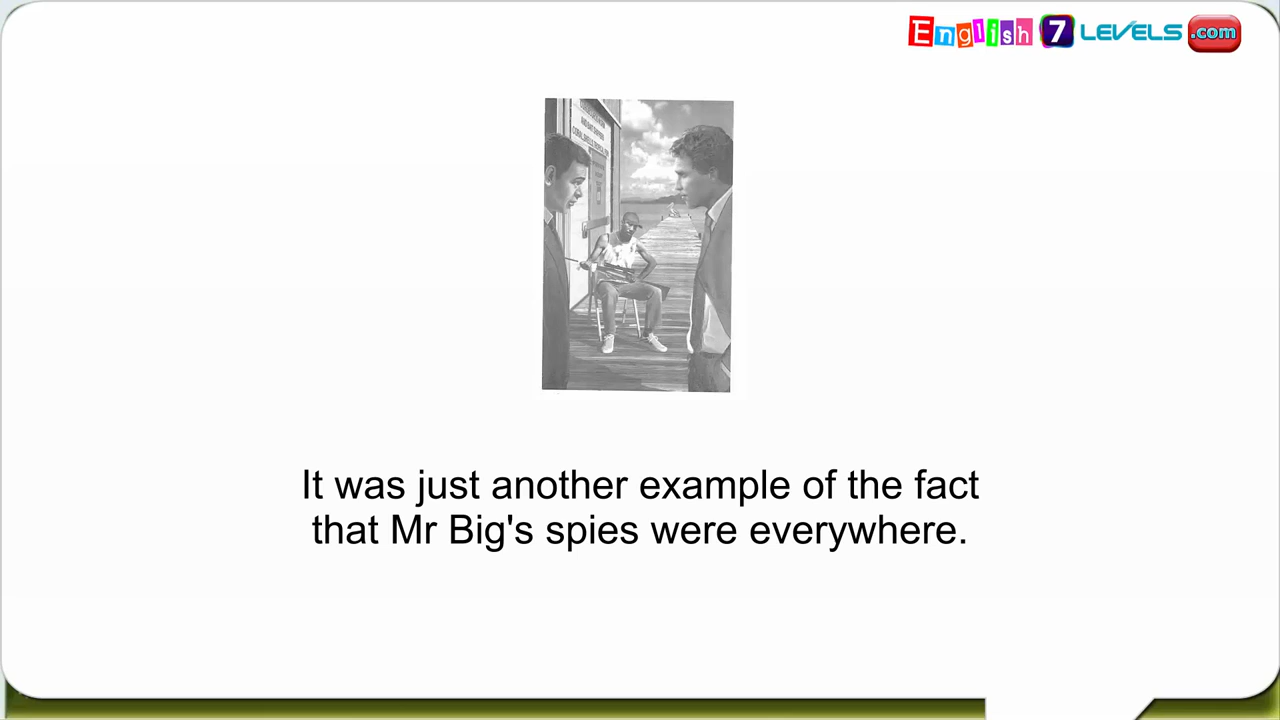 English 7 LEVELS .com
It was just another example of the fact
that Mr Big's spies were everywhere.